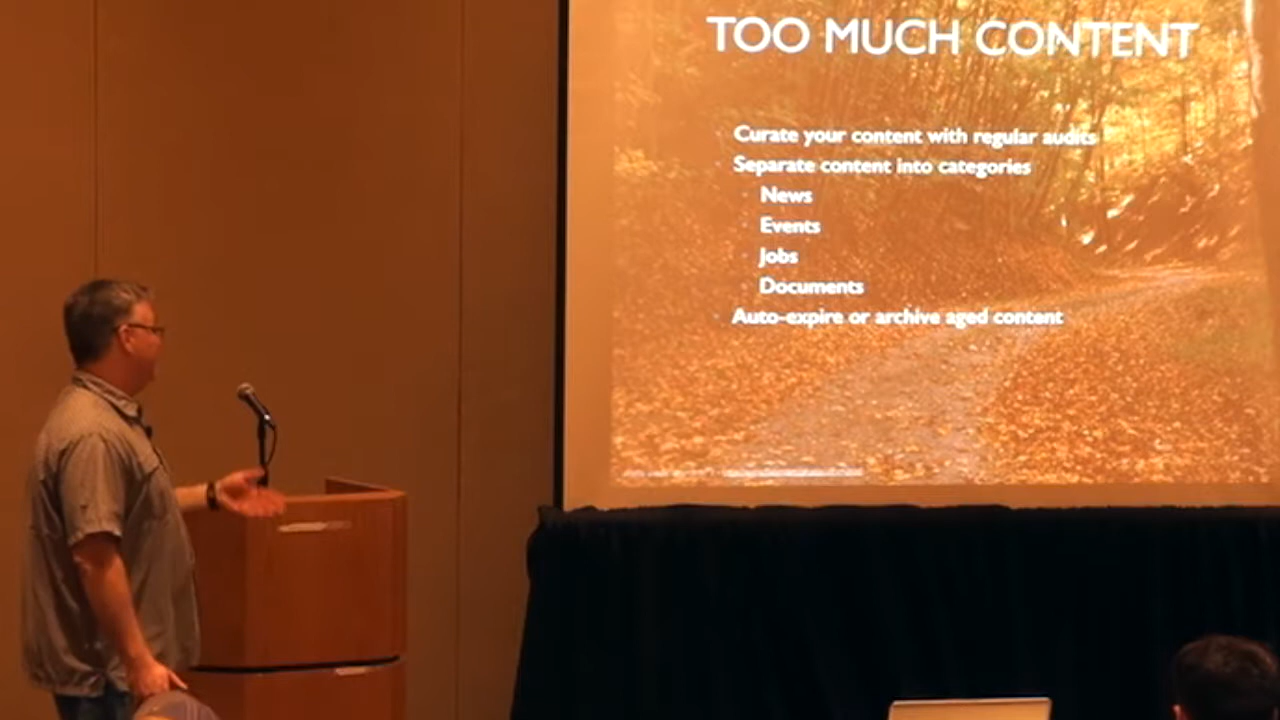 TOO MUCH CONTENT
Curate your content with regular audits
Separate content into categories
News
Events
Jobs
Documents
Auto-expire or archive aged content